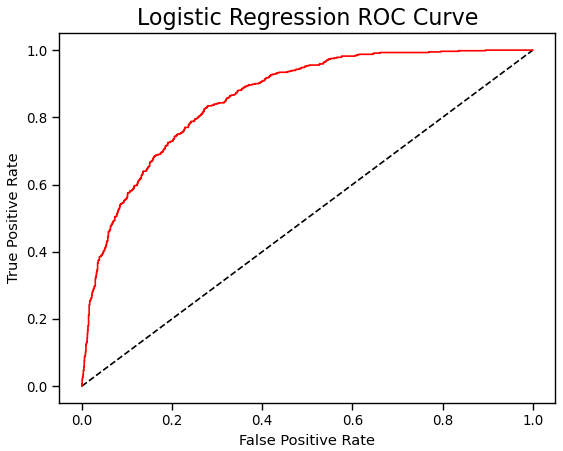 Logistic Regression ROC Curve
1.0
0.8
0.6
0.4
0.2
0.0
True Positive Rate
0.0 0.2 0.4 0.6 0.8 1.0
False Positive Rate